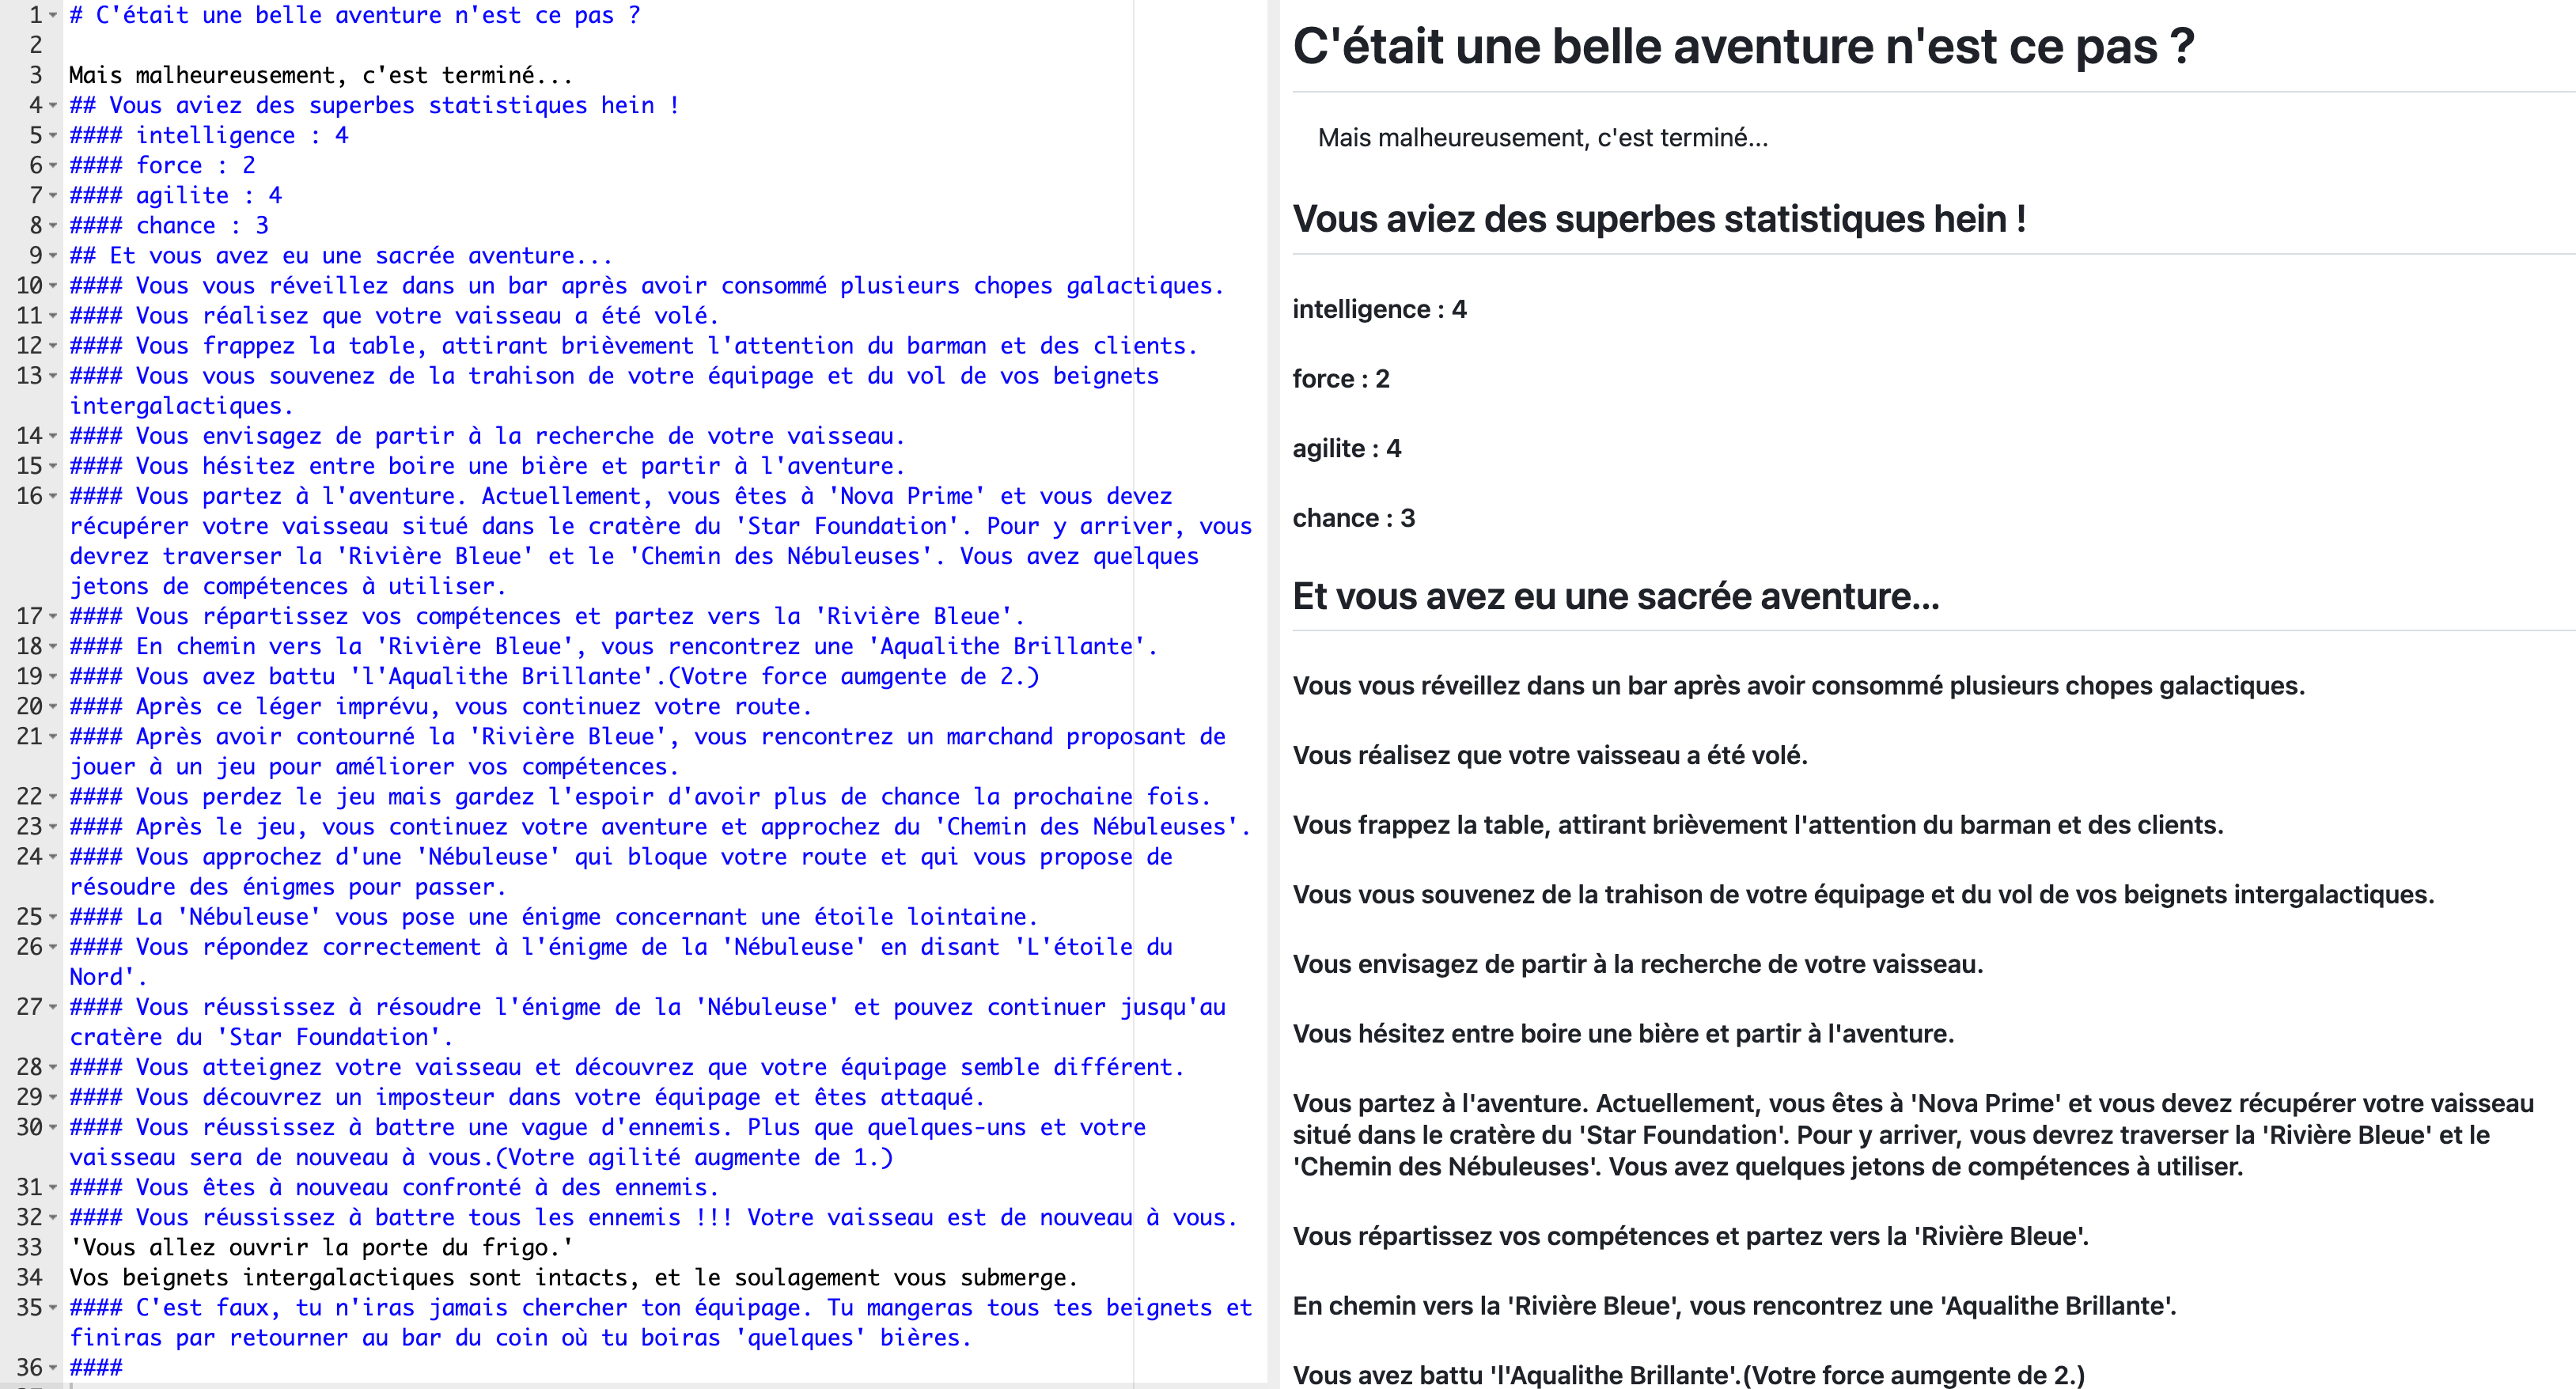 1 # C'était une belle aventure n'est ce pas ?
2
3 Mais malheureusement, c'est terminé...
4 ## Vous aviez des superbes statistiques hein !
5 #### intelligence : 4
6 #### force : 2
7 #### agilite : 4
8 #### chance : 3
9 ## Et vous avez eu une sacrée aventure...
10 #### Vous vous réveillez dans un bar après avoir consommé plusieurs chopes galactiques.
11 #### Vous réalisez que votre vaisseau a été volé.
12 #### Vous frappez la table, attirant brièvement l'attention du barman et des clients.
13 #### Vous vous souvenez de la trahison de votre équipage et du vol de vos beignets
intergalactiques.
14 #### Vous envisagez de partir à la recherche de votre vaisseau.
15 #### Vous hésitez entre boire une bière et partir à l'aventure.
16 #### Vous partez à l'aventure. Actuellement, vous êtes à 'Nova Prime' et vous devez
récupérer votre vaisseau situé dans le cratère du 'Star Foundation'. Pour y arriver, vous
devrez traverser la 'Rivière Bleue' et le 'Chemin des Nébuleuses'. Vous avez quelques
jetons de compétences à utiliser.
17 #### Vous répartissez vos compétences et partez vers la 'Rivière Bleue'.
18 #### En chemin vers la 'Rivière Bleue', vous rencontrez une 'Aqualithe Brillante'.
19 #### Vous avez battu 'l'Aqualithe Brillante'.(Votre force aumgente de 2.)
20 #### Après ce léger imprévu, vous continuez votre route.
21 #### Après avoir contourné la 'Rivière Bleue', vous rencontrez un marchand proposant de
jouer à un jeu pour améliorer vos compétences.
22 #### Vous perdez le jeu mais gardez l'espoir d'avoir plus de chance la prochaine fois.
23 #### Après le jeu, vous continuez votre aventure et approchez du 'Chemin des Nébuleuses'.
24 #### Vous approchez d'une 'Nébuleuse' qui bloque votre route et qui vous propose de
résoudre des énigmes pour passer.
25 #### La 'Nébuleuse' vous pose une énigme concernant une étoile lointaine.
26 #### Vous répondez correctement à l'énigme de la 'Nébuleuse' en disant 'L'étoile du
Nord'.
27 #### Vous réussissez à résoudre l'énigme de la 'Nébuleuse' et pouvez continuer jusqu'au
cratère du 'Star Foundation'.
28 #### Vous atteignez votre vaisseau et découvrez que votre équipage semble différent.
29 #### Vous découvrez un imposteur dans votre équipage et êtes attaqué.
30 #### Vous réussissez à battre une vague d'ennemis. Plus que quelques-uns et votre
vaisseau sera de nouveau à vous.(Votre agilité augmente de 1.)
31 #### Vous êtes à nouveau confronté à des ennemis.
32 #### Vous réussissez à battre tous les ennemis !!! Votre vaisseau est de nouveau à vous.
33 'Vous allez ouvrir la porte du frigo.'
34 Vos beignets intergalactiques sont intacts, et le soulagement vous submerge.
35 #### C'est faux, tu n'iras jamais chercher ton équipage. Tu mangeras tous tes beignets et
finiras par retourner au bar du coin où tu boiras 'quelques' bières.
36 ####
C'était une belle aventure n'est ce pas ?
Mais malheureusement, c'est terminé...
Vous aviez des superbes statistiques hein !
intelligence : 4
force : 2
agilite : 4
chance : 3
Et vous avez eu une sacrée aventure...
Vous vous réveillez dans un bar après avoir consommé plusieurs chopes galactiques.
Vous réalisez que votre vaisseau a été volé.
Vous frappez la table, attirant brièvement l'attention du barman et des clients.
Vous vous souvenez de la trahison de votre équipage et du vol de vos beignets intergalactiques.
Vous envisagez de partir à la recherche de votre vaisseau.
Vous hésitez entre boire une bière et partir à l'aventure.
Vous partez à l'aventure. Actuellement, vous êtes à 'Nova Prime' et vous devez récupérer votre vaisseau
situé dans le cratère du 'Star Foundation'. Pour y arriver, vous devrez traverser la 'Rivière Bleue' et le
'Chemin des Nébuleuses'. Vous avez quelques jetons de compétences à utiliser.
Vous répartissez vos compétences et partez vers la 'Rivière Bleue'.
En chemin vers la 'Rivière Bleue', vous rencontrez une 'Aqualithe Brillante'.
Vous avez battu 'l'Aqualithe Brillante'.(Votre force aumgente de 2.)